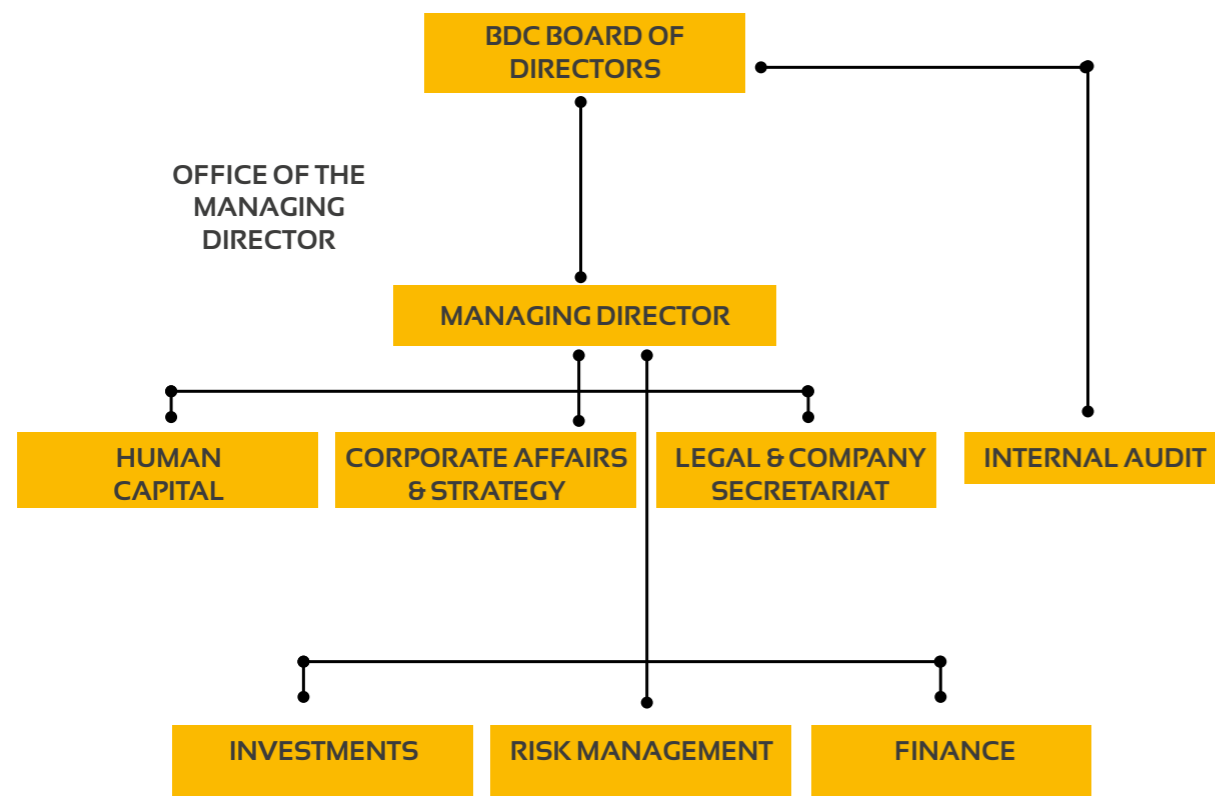 BDC BOARD OF
DIRECTORS
OFFICE OF THE
MANAGING
DIRECTOR
MANAGING DIRECTOR
HUMAN
CAPITAL
CORPORATE AFFAIRS
& STRATEGY
LEGAL & COMPANY
SECRETARIAT
INTERNAL AUDIT
INVESTMENTS
RISK MANAGEMENT
FINANCE